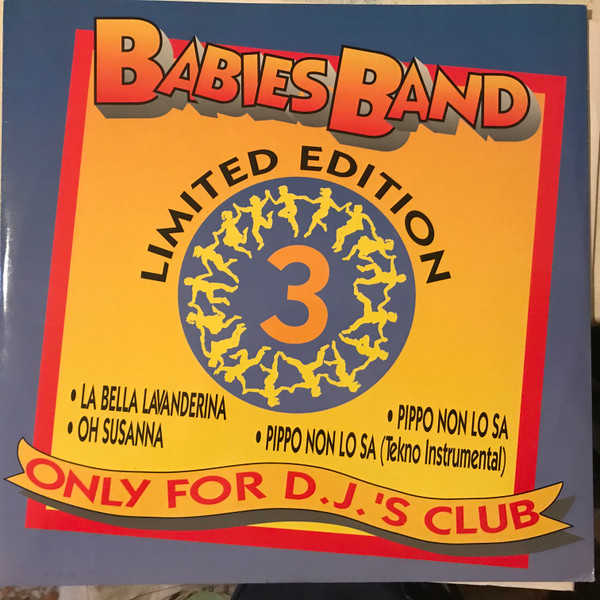 BABIES BAND
LIMITED EDITION
3
• LA BELLA LAVANDERINA
• OH SUSANNA
• PIPPO NON LO SA
• PIPPO NON LO SA (Tekno Instrumental)
ONLY FOR D.J.'S CLUB